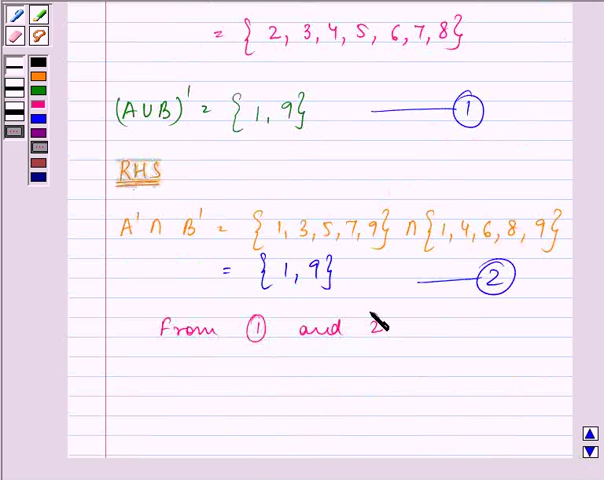 = { 2, 3, 4, 5, 6, 7, 8}
(A∪B)' = { 1, 9} ①
RHS
A' ∩ B' = { 1, 3, 5, 7, 9} ∩ { 1, 4, 6, 8, 9}
= { 1, 9} ②
From ① and 2